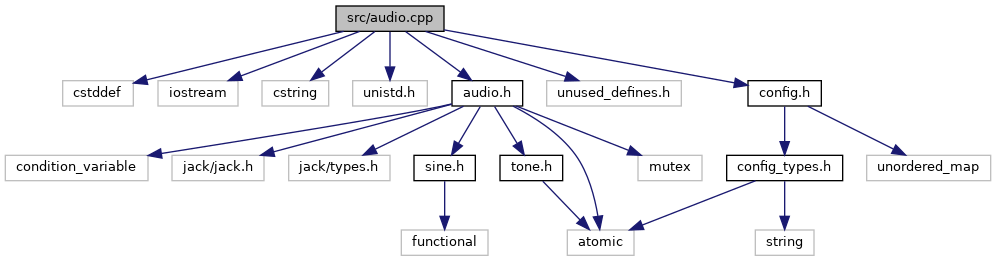 src/audio.cpp
cstddef
iostream
cstring
unistd.h
audio.h
unused_defines.h
config.h
condition_variable
jack/jack.h
jack/types.h
sine.h
tone.h
mutex
config_types.h
unordered_map
functional
atomic
string